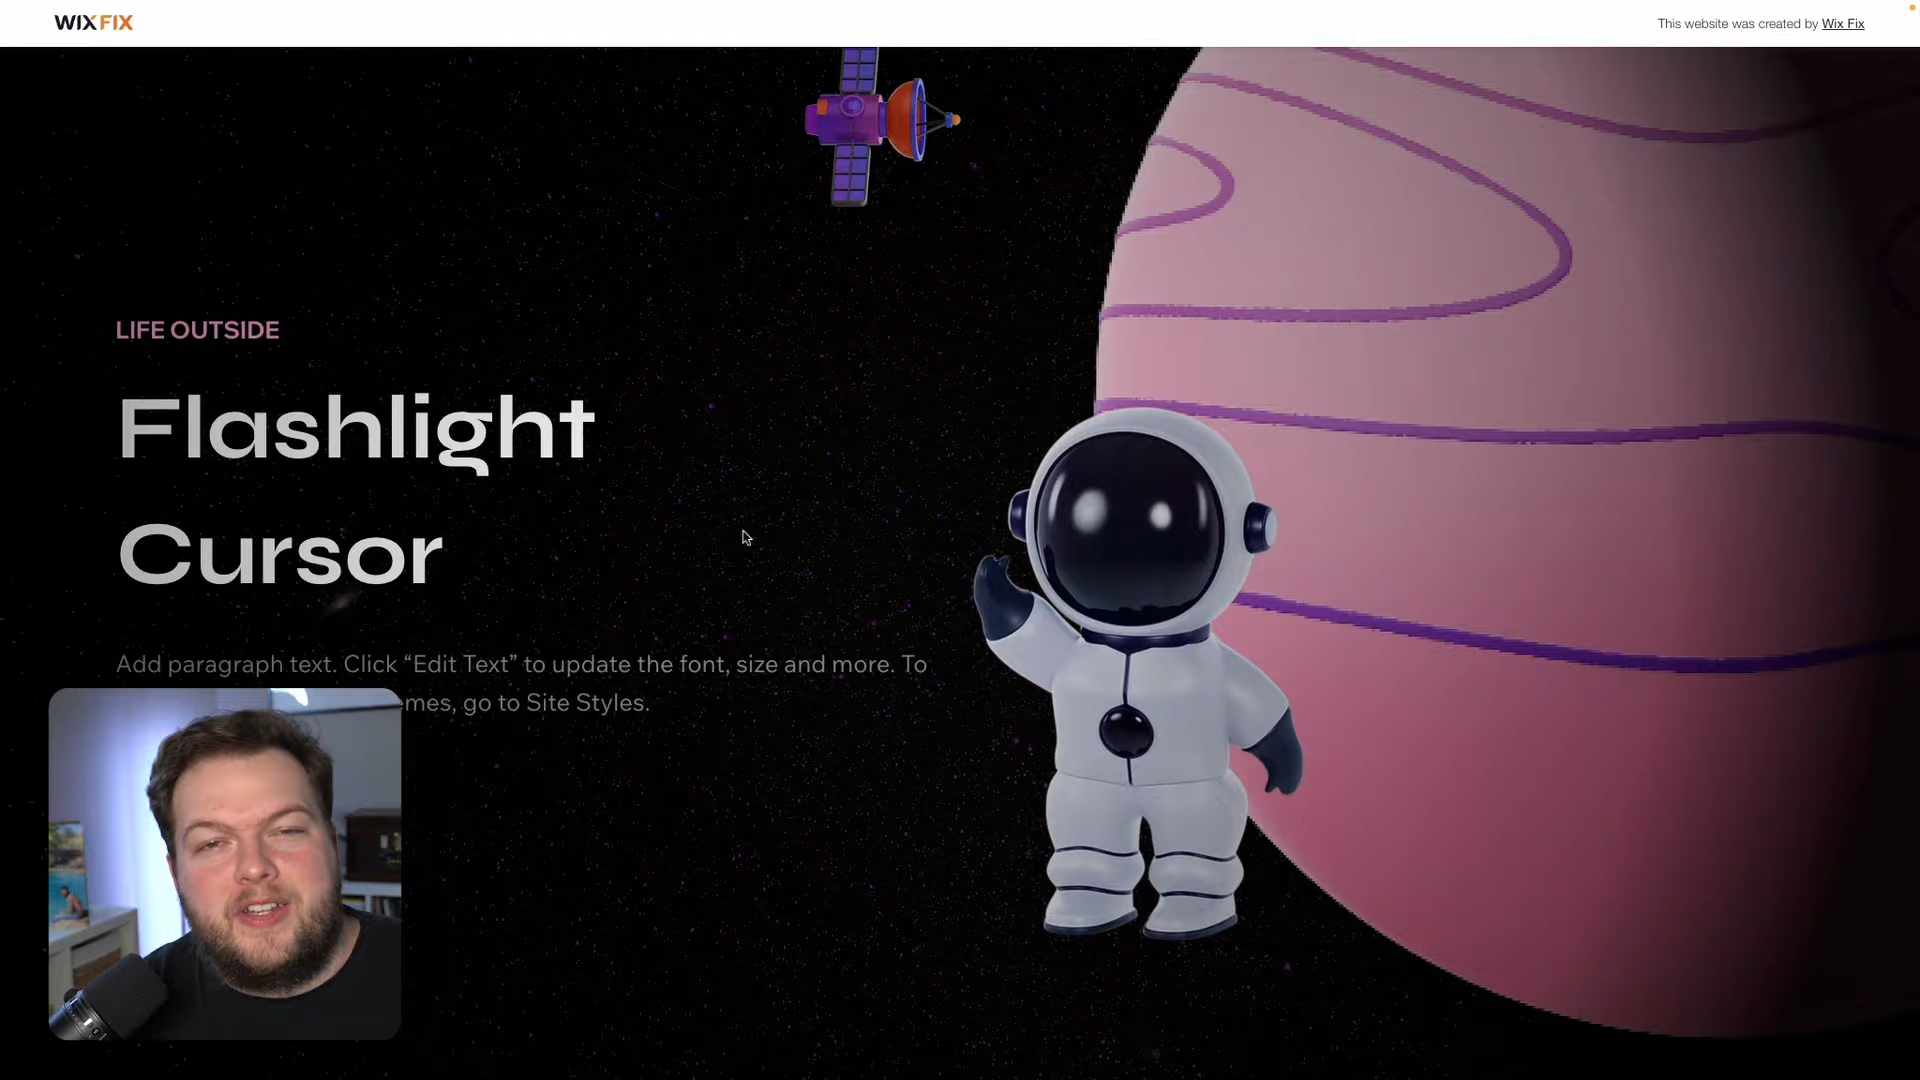 WIXFIX
This website was created by Wix Fix
LIFE OUTSIDE
Flashlight
Cursor
Add paragraph text. Click “Edit Text” to update the font, size and more. To
emes, go to Site Styles.